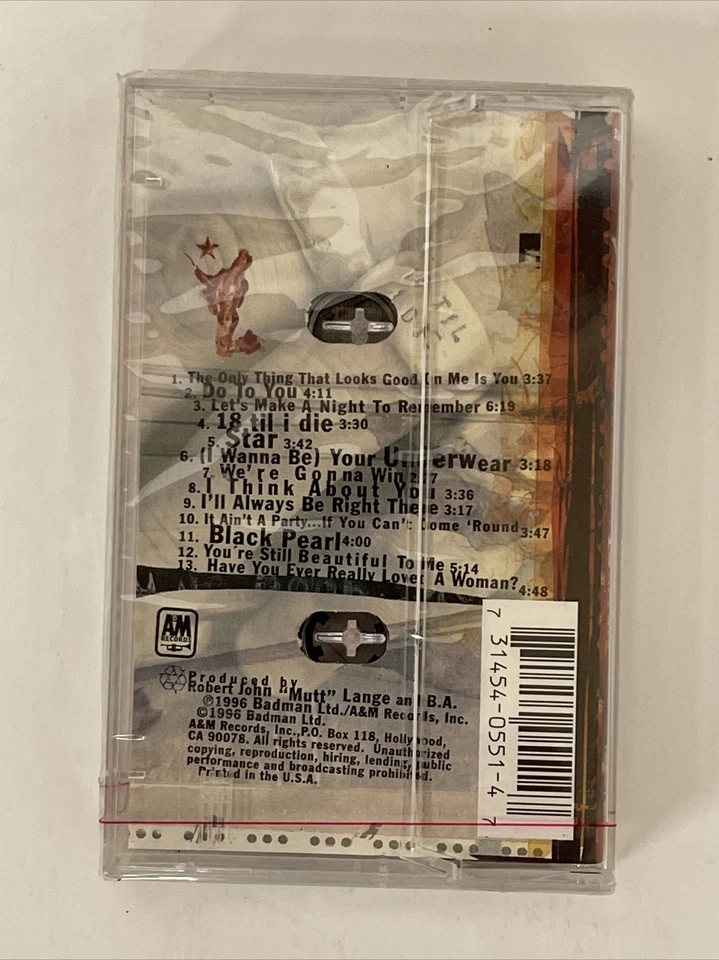 'TIL
1. The Only Thing That Looks Good On Me Is You 3:37
2. Do To You 4:11
3. Let's Make A Night To Remember 6:19
4. 18 til i die 3:30
5. Star 3:42
6. (I Wanna Be) Your Underwear 3:18
7. We're Gonna Win
8. I Think About You 3:36
9. I'll Always Be Right There 3:17
10. It Ain't A Party...If You Can't Come 'Round 3:47
11. Black Pearl 4:00
12. You're Still Beautiful To Me 5:14
13. Have You Ever Really Loved A Woman? 4:48
A&M
RECORDS
Produced by
Robert John "Mutt" Lange and B.A.
℗1996 Badman Ltd./A&M Records, Inc.
©1996 Badman Ltd.
A&M Records, Inc., P.O. Box 118, Hollywood,
CA 90078. All rights reserved. Unauthorized
copying, reproduction, hiring, lending, public
performance and broadcasting prohibited.
Printed in the U.S.A.
7 31454-0551-4 7